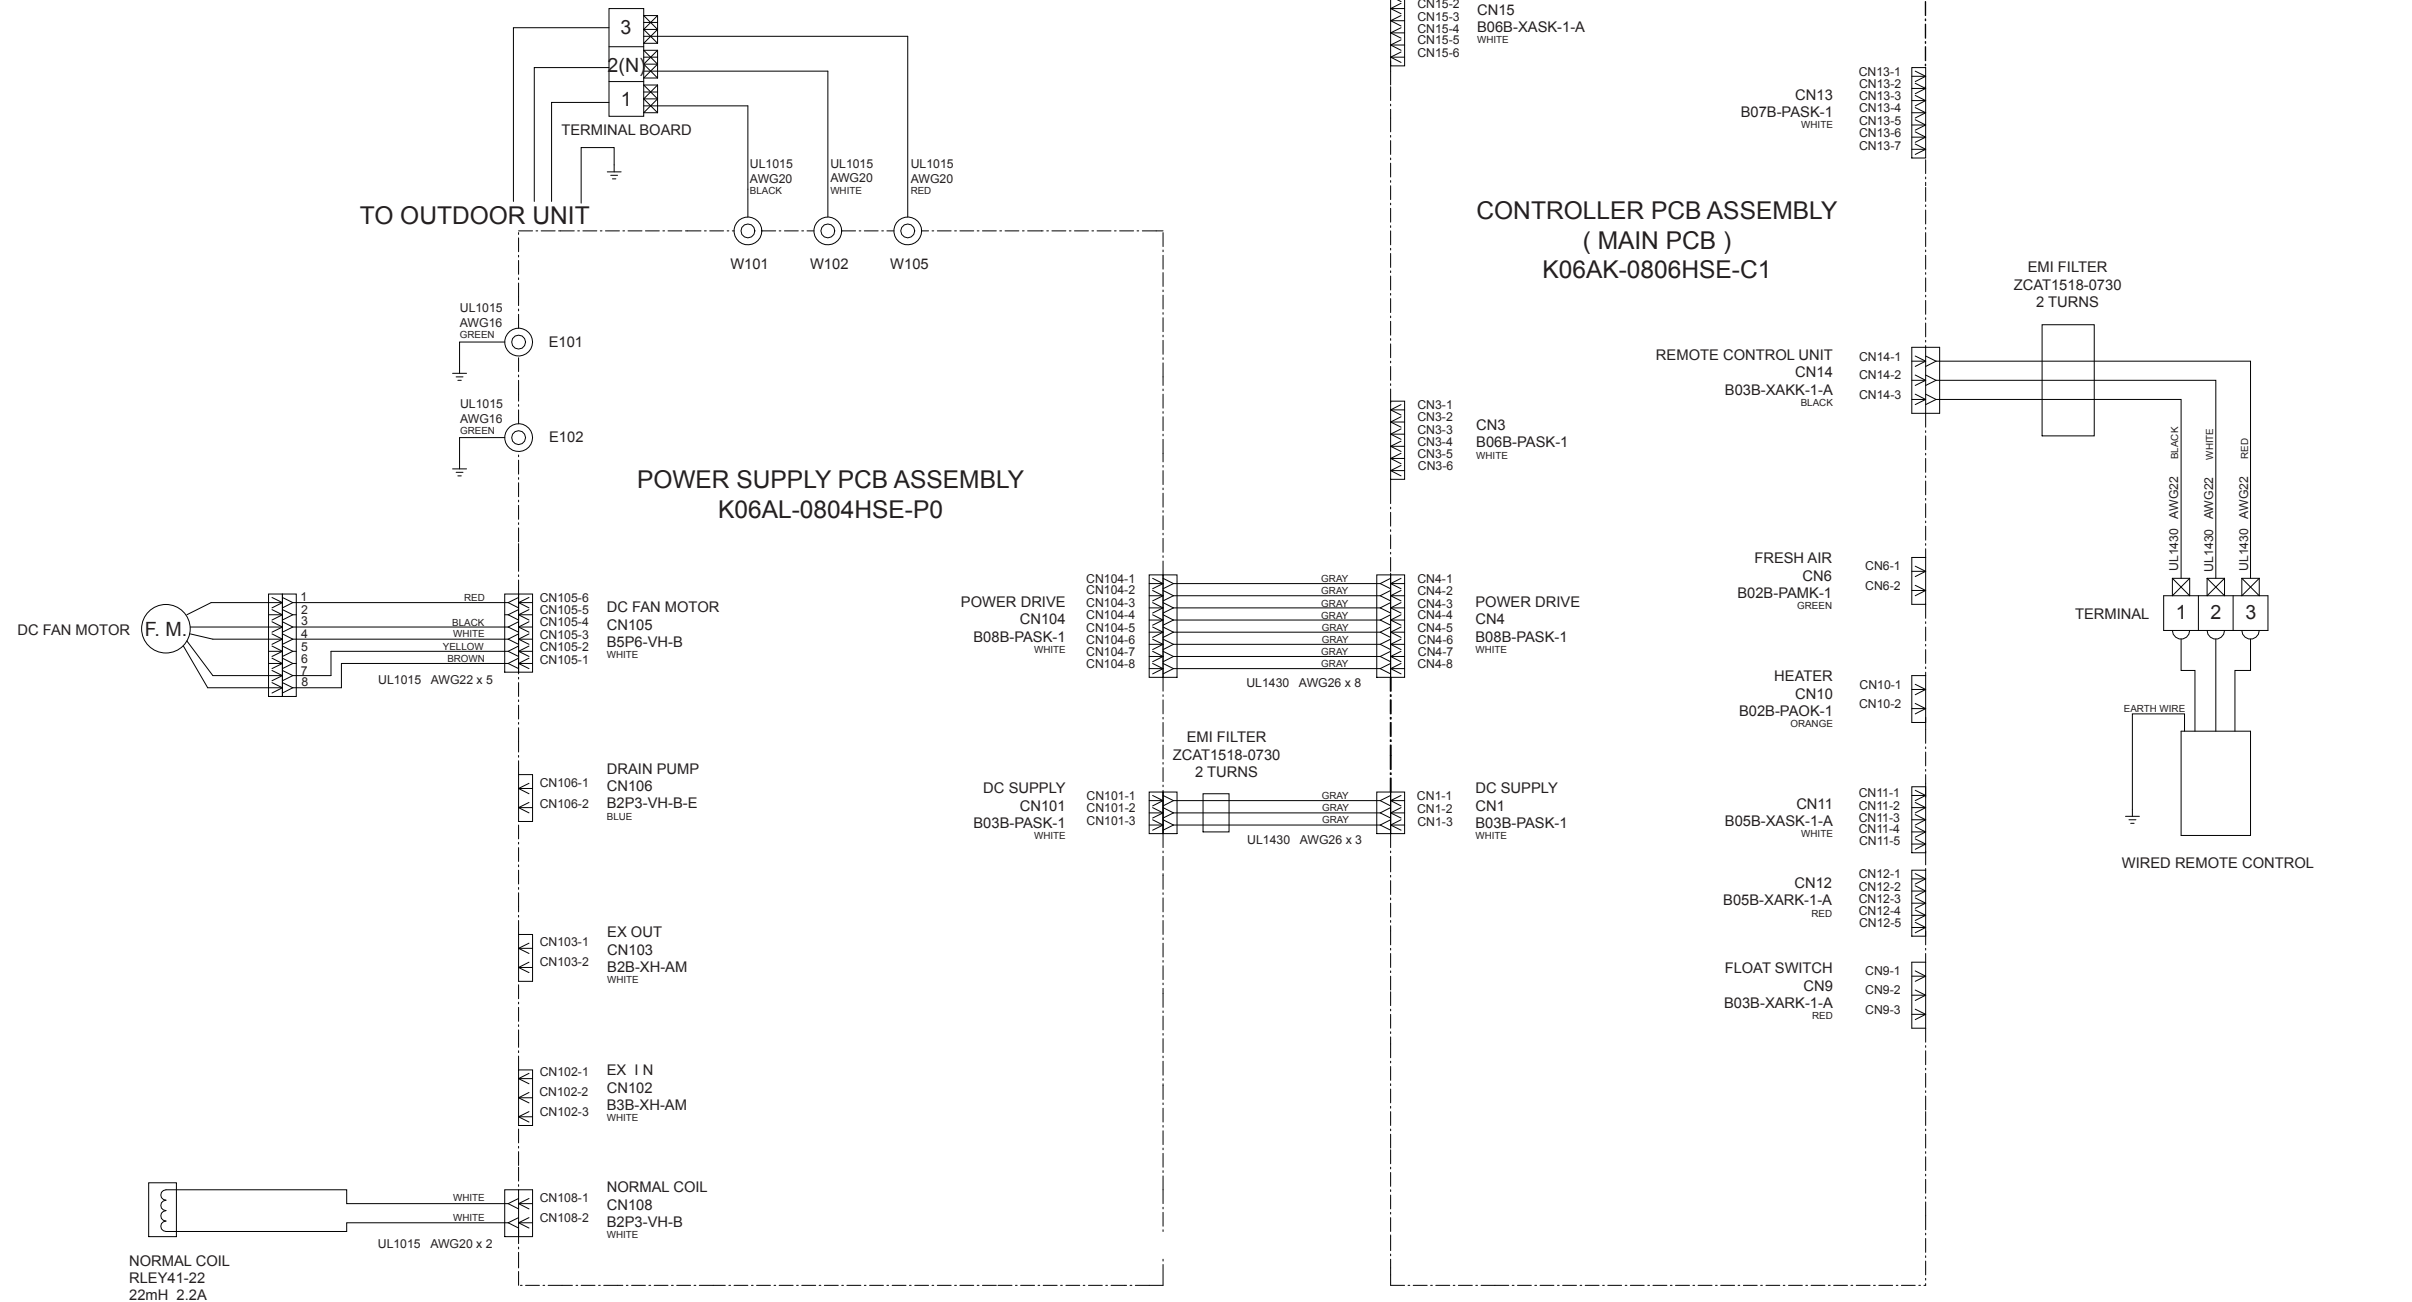 3
2(N)
1
TERMINAL BOARD
TO OUTDOOR UNIT
UL1015
AWG20
BLACK
UL1015
AWG20
WHITE
UL1015
AWG20
RED
W101
W102
W105
UL1015
AWG16
GREEN
E101
UL1015
AWG16
GREEN
E102
POWER SUPPLY PCB ASSEMBLY
K06AL-0804HSE-P0
DC FAN MOTOR
F. M.
1
2
3
4
5
6
7
8
RED
BLACK
WHITE
YELLOW
BROWN
UL1015 AWG22 x 5
CN105-6
CN105-5
CN105-4
CN105-3
CN105-2
CN105-1
DC FAN MOTOR
CN105
B5P6-VH-B
WHITE
CN106-1
CN106-2
DRAIN PUMP
CN106
B2P3-VH-B-E
BLUE
CN103-1
CN103-2
EX OUT
CN103
B2B-XH-AM
WHITE
CN102-1
CN102-2
CN102-3
EX I N
CN102
B3B-XH-AM
WHITE
WHITE
WHITE
UL1015 AWG20 x 2
CN108-1
CN108-2
NORMAL COIL
CN108
B2P3-VH-B
WHITE
NORMAL COIL
RLEY41-22
22mH 2.2A
POWER DRIVE
CN104
B08B-PASK-1
WHITE
CN104-1
CN104-2
CN104-3
CN104-4
CN104-5
CN104-6
CN104-7
CN104-8
GRAY
GRAY
GRAY
GRAY
GRAY
GRAY
GRAY
GRAY
UL1430 AWG26 x 8
CN4-1
CN4-2
CN4-3
CN4-4
CN4-5
CN4-6
CN4-7
CN4-8
POWER DRIVE
CN4
B08B-PASK-1
WHITE
DC SUPPLY
CN101
B03B-PASK-1
WHITE
CN101-1
CN101-2
CN101-3
EMI FILTER
ZCAT1518-0730
2 TURNS
GRAY
GRAY
GRAY
UL1430 AWG26 x 3
CN1-1
CN1-2
CN1-3
DC SUPPLY
CN1
B03B-PASK-1
WHITE
CN15-2
CN15-3
CN15-4
CN15-5
CN15-6
CN15
B06B-XASK-1-A
WHITE
CN13
B07B-PASK-1
WHITE
CN13-1
CN13-2
CN13-3
CN13-4
CN13-5
CN13-6
CN13-7
CONTROLLER PCB ASSEMBLY
( MAIN PCB )
K06AK-0806HSE-C1
CN3-1
CN3-2
CN3-3
CN3-4
CN3-5
CN3-6
CN3
B06B-PASK-1
WHITE
REMOTE CONTROL UNIT
CN14
B03B-XAKK-1-A
BLACK
CN14-1
CN14-2
CN14-3
EMI FILTER
ZCAT1518-0730
2 TURNS
UL1430 AWG22 BLACK
UL1430 AWG22 WHITE
UL1430 AWG22 RED
TERMINAL
1
2
3
EARTH WIRE
WIRED REMOTE CONTROL
FRESH AIR
CN6
B02B-PAMK-1
GREEN
CN6-1
CN6-2
HEATER
CN10
B02B-PAOK-1
ORANGE
CN10-1
CN10-2
CN11
B05B-XASK-1-A
WHITE
CN11-1
CN11-2
CN11-3
CN11-4
CN11-5
CN12
B05B-XARK-1-A
RED
CN12-1
CN12-2
CN12-3
CN12-4
CN12-5
FLOAT SWITCH
CN9
B03B-XARK-1-A
RED
CN9-1
CN9-2
CN9-3